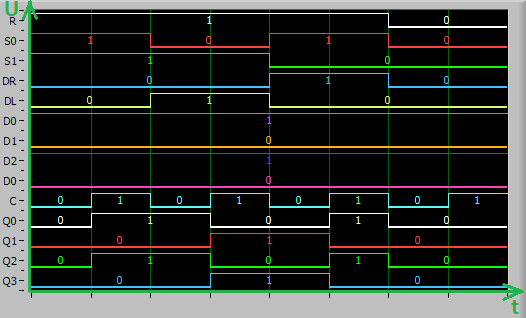 U
R 1 0
S0 1 0 1 0
S1 1 0
DR 0 1 0
DL 0 1 0
D0 1
D1 0
D2 1
D0 0
C 0 1 0 1 0 1 0 1
Q0 0 1 0 1 0
Q1 0 1 0
Q2 0 1 0 1 0
Q3 0 1 0
t